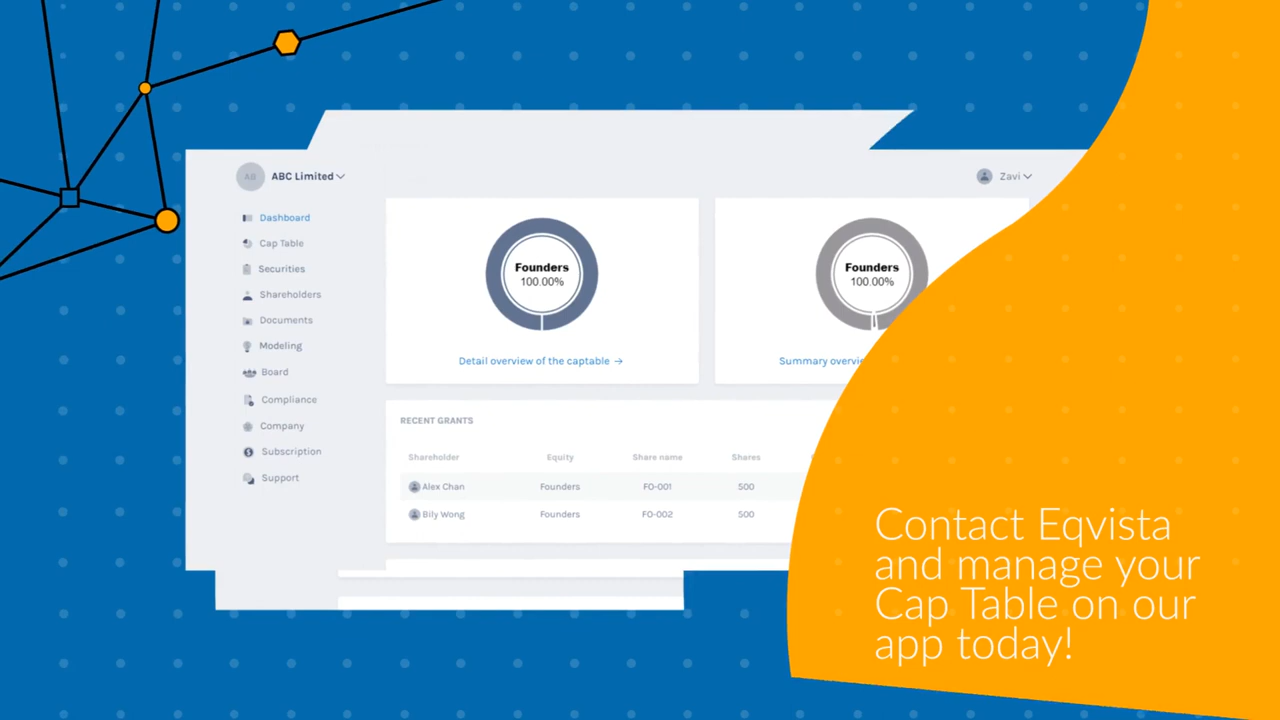 AB ABC Limited
Zavi
Dashboard
Cap Table
Securities
Shareholders
Documents
Modeling
Board
Compliance
Company
Subscription
Support
Founders
100.00%
Detail overview of the captable →
Founders
100.00%
Summary
RECENT GRANTS
Shareholder Equity Share name Shares
Alex Chan Founders FO-001 500
Bily Wong Founders FO-002 500
Contact Eqvista
and manage your
Cap Table on our
app today!